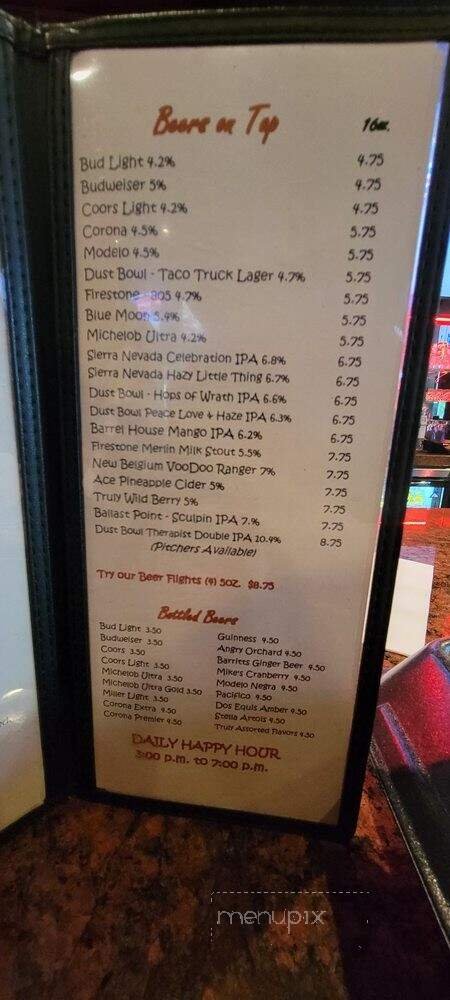 Beers on Tap 16oz.
Bud Light 4.2% 4.75
Budweiser 5% 4.75
Coors Light 4.2% 4.75
Corona 4.5% 5.75
Modelo 4.5% 5.75
Dust Bowl - Taco Truck Lager 4.7% 5.75
Firestone - 805 4.7% 5.75
Blue Moon 5.4% 5.75
Michelob Ultra 4.2% 5.75
Sierra Nevada Celebration IPA 6.8% 6.75
Sierra Nevada Hazy Little Thing 6.7% 6.75
Dust Bowl - Hops of Wrath IPA 6.6% 6.75
Dust Bowl Peace Love + Haze IPA 6.3% 6.75
Barrel House Mango IPA 6.2% 6.75
Firestone Merlin Milk Stout 5.5% 7.75
New Belgium VooDoo Ranger 7% 7.75
Ace Pineapple Cider 5% 7.75
Truly Wild Berry 5% 7.75
Ballast Point - Sculpin IPA 7.% 7.75
Dust Bowl Therapist Double IPA 10.4% 8.75
(Pitchers Available)
Try our Beer Flights (4) 5oz. $8.75
Bottled Beers
Bud Light 3.50
Budweiser 3.50
Coors 3.50
Coors Light 3.50
Michelob Ultra 3.50
Michelob Ultra Gold 3.50
Miller Light 3.50
Corona Extra 4.50
Corona Premier 4.50
Guinness 4.50
Angry Orchard 4.50
Barritts Ginger Beer 4.50
Mike's Cranberry 4.50
Modelo Negra 4.50
Pacifico 4.50
Dos Equis Amber 4.50
Stella Artois 4.50
Truly Assorted Flavors 4.50
DAILY HAPPY HOUR
3:00 p.m. to 7:00 p.m.
menupix